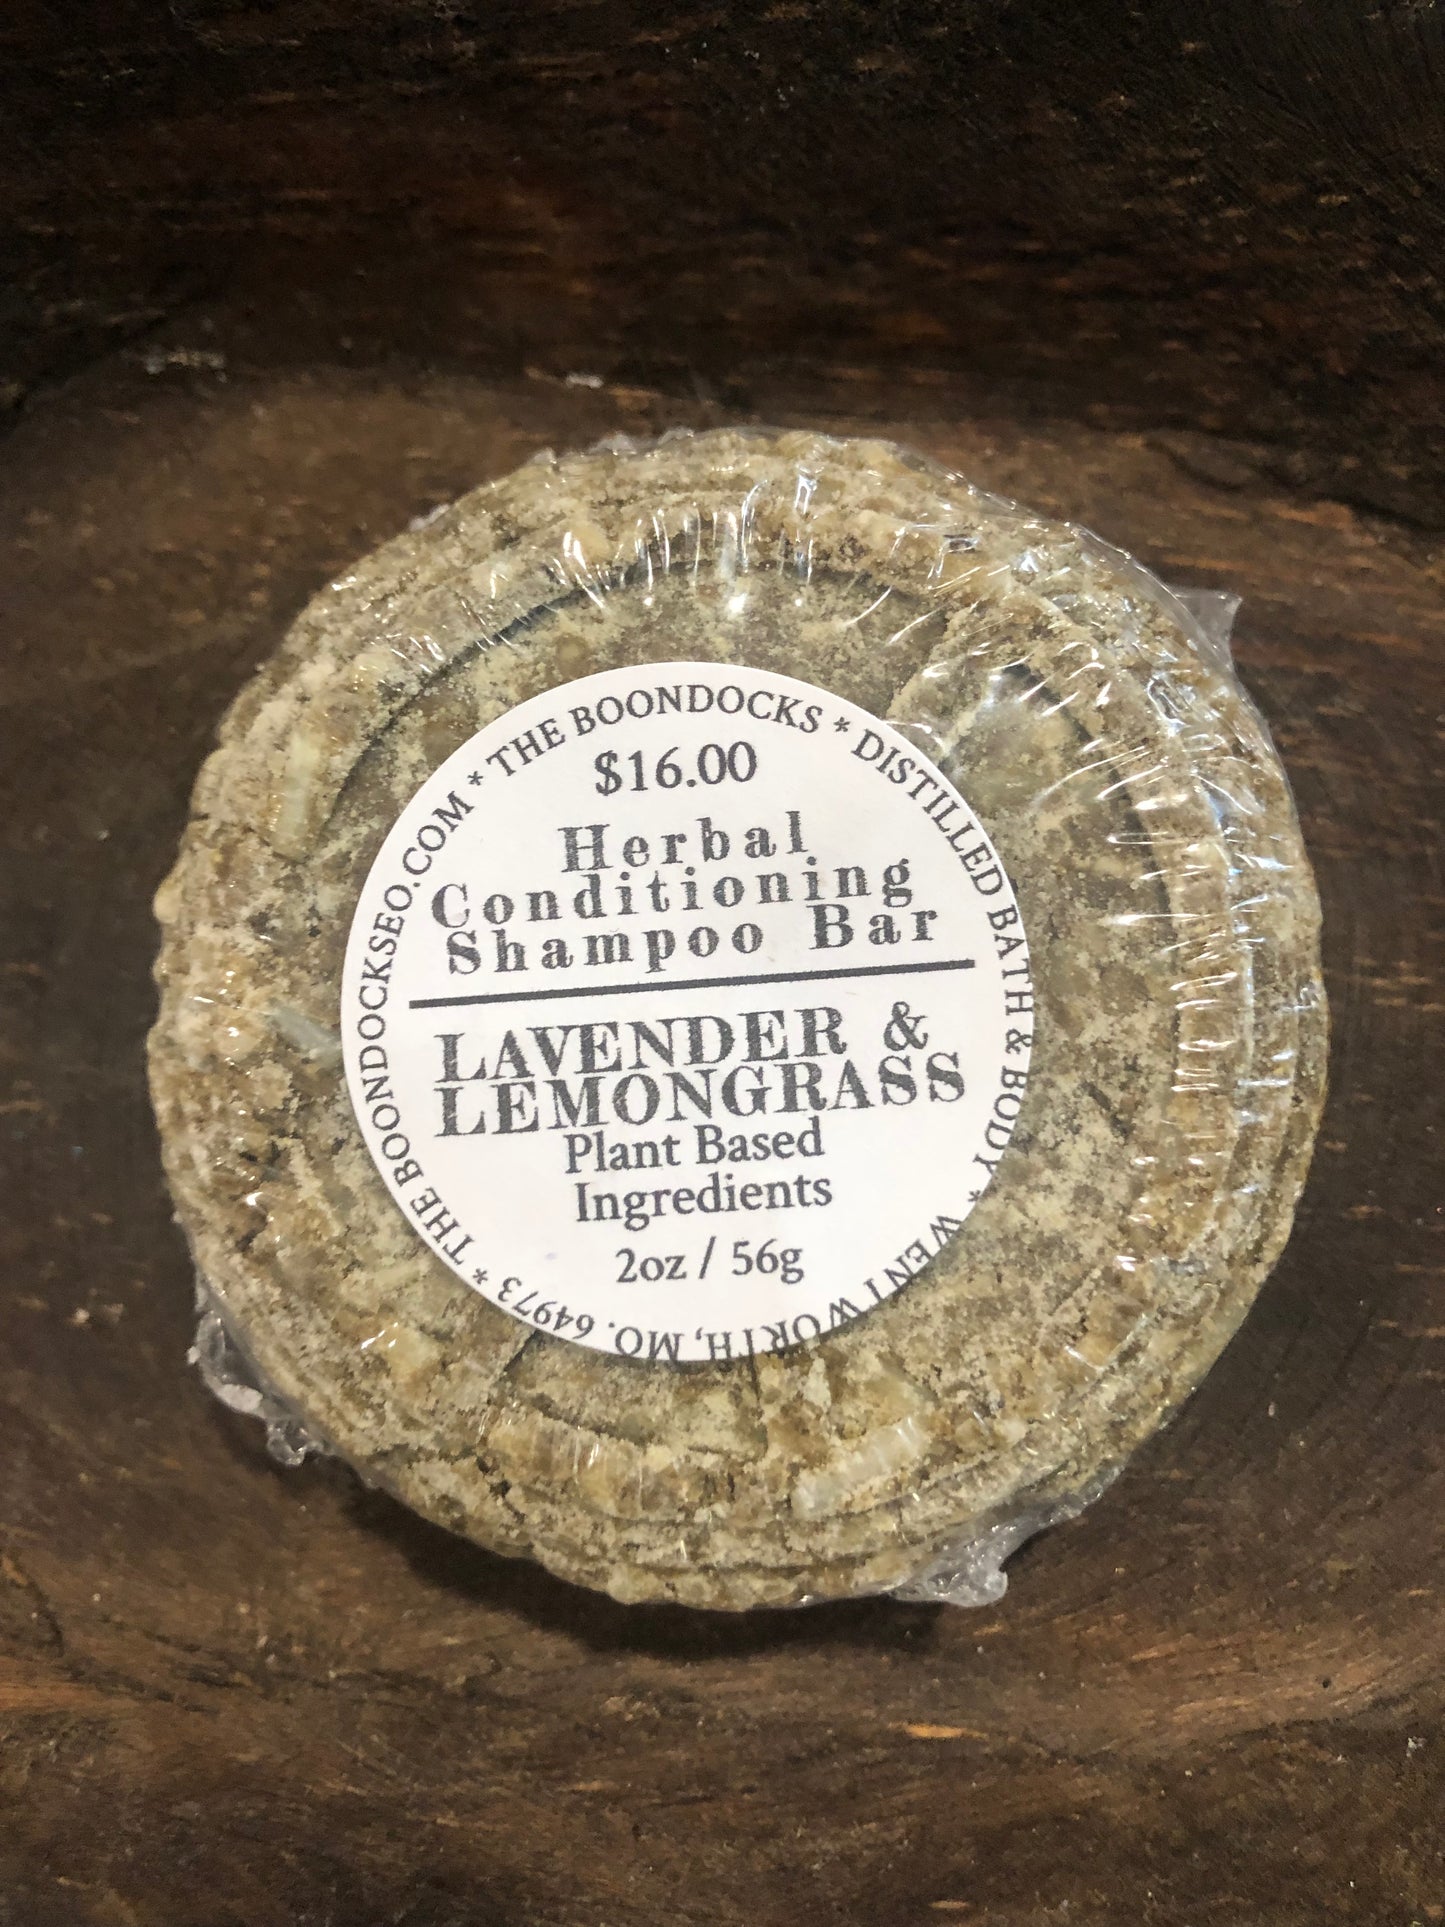 * THE BOONDOCKS * DISTILLED BATH & BODY * WENTWORTH, MO. 64973 * THE BOONDOCKSEO.COM
$16.00
Herbal
Conditioning
Shampoo Bar
LAVENDER &
LEMONGRASS
Plant Based
Ingredients
2oz / 56g